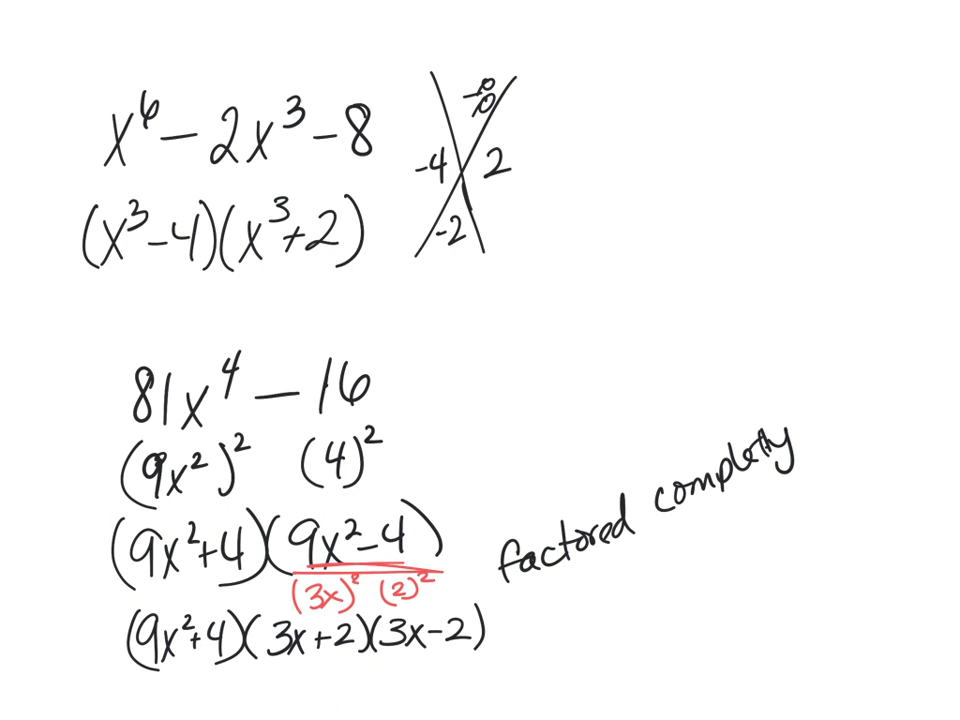 x⁶ − 2x³ − 8
-8
-4 2
-2
(x³ − 4)(x³ + 2)
81x⁴ − 16
(9x²)² (4)²
(9x²+4)(9x²−4)
(3x)² (2)²
(9x²+4)(3x+2)(3x−2)
factored completly